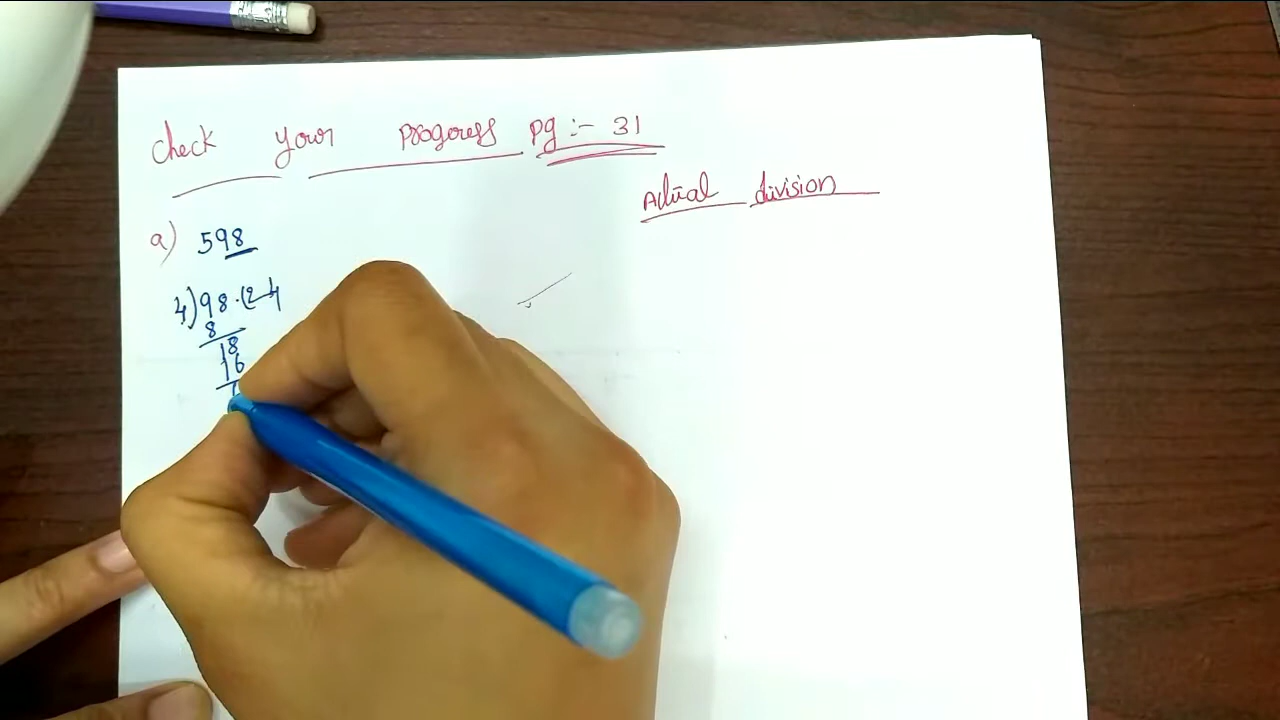 Check your progress pg :- 31
Actual division
a) 598
4)98(24
8
18
16